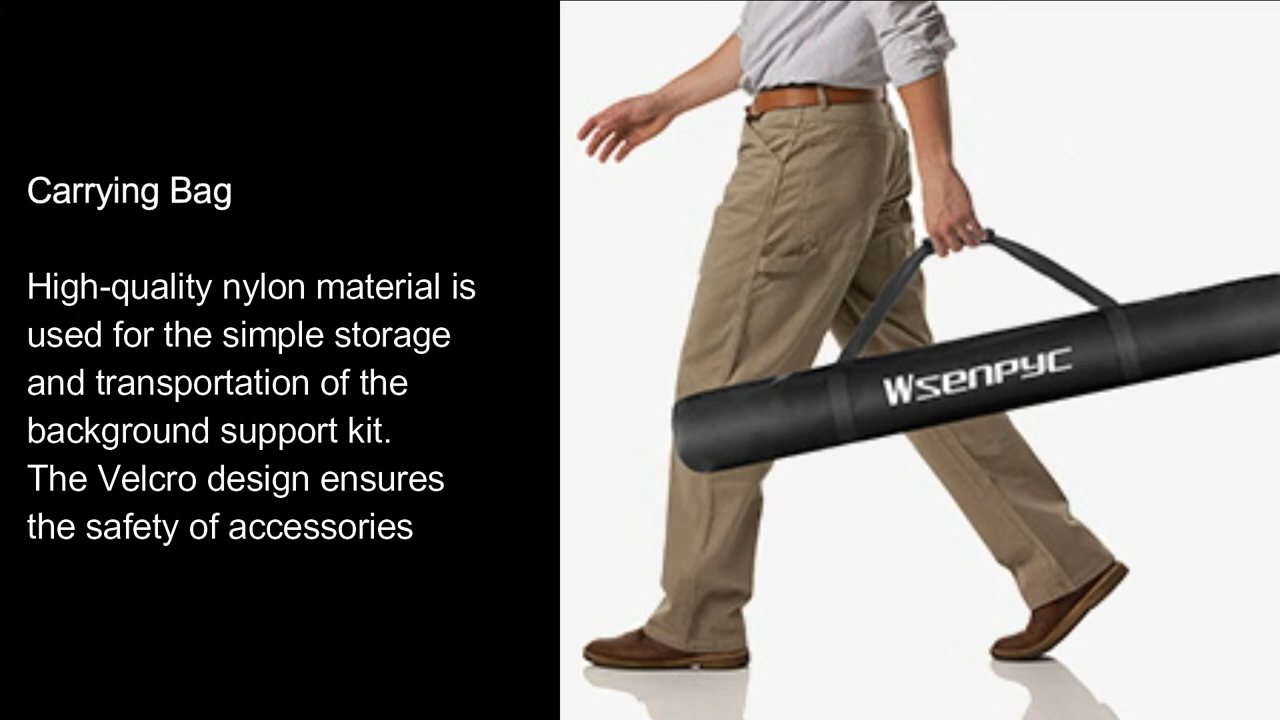 Carrying Bag
High-quality nylon material is
used for the simple storage
and transportation of the
background support kit.
The Velcro design ensures
the safety of accessories
Wsenpyc